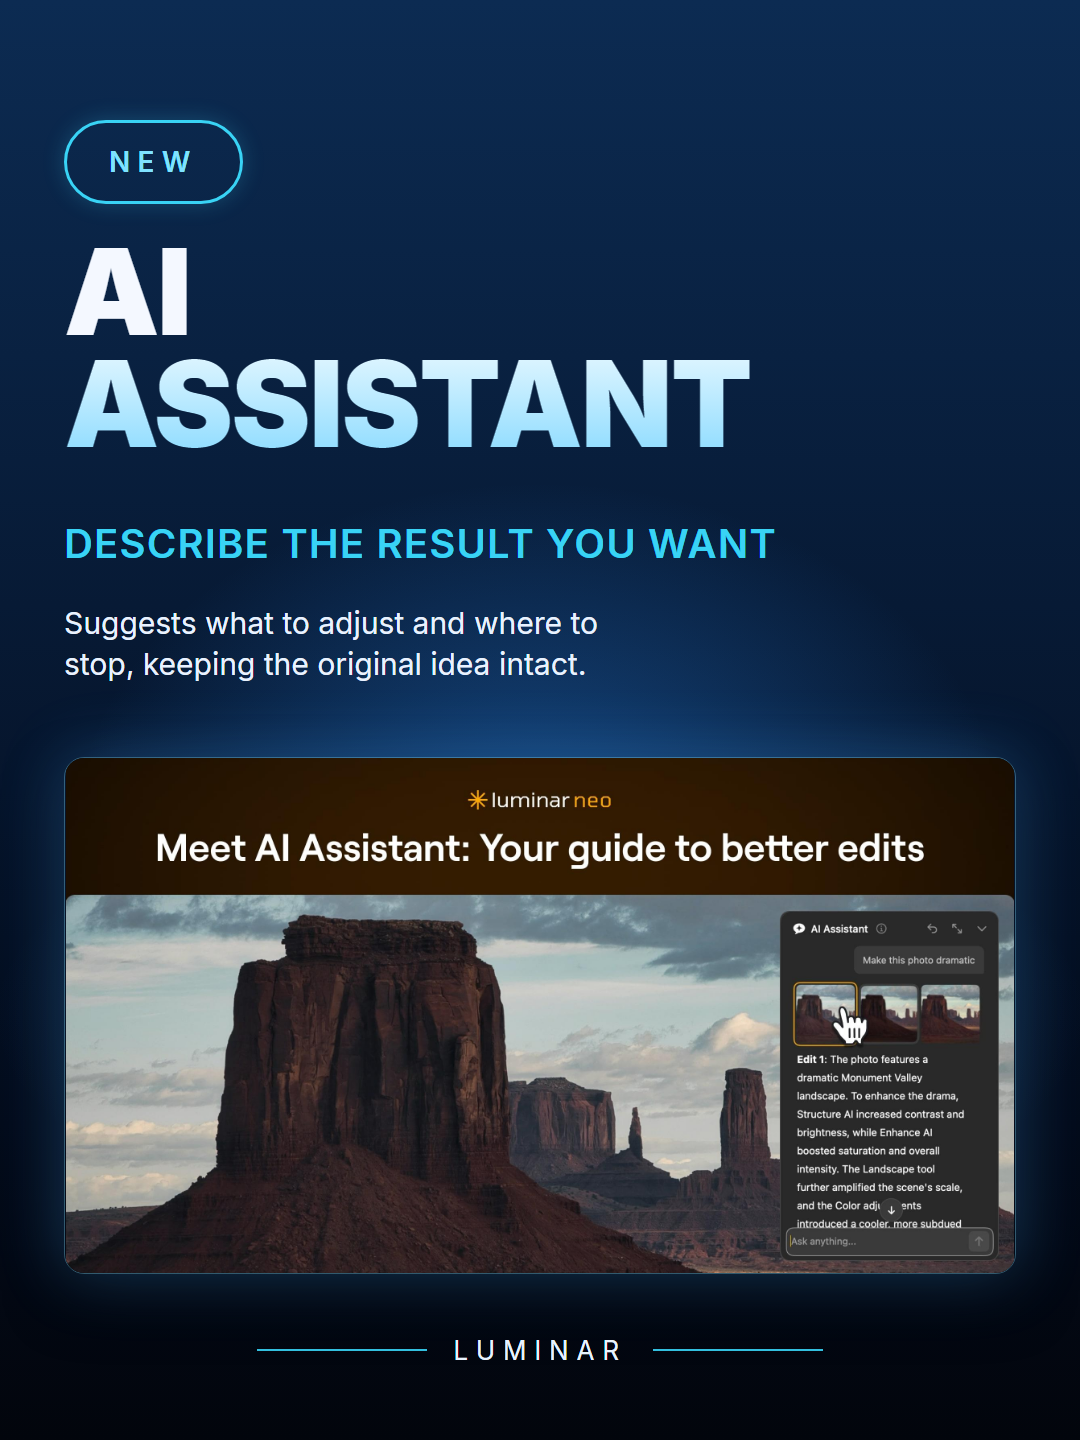 NEW
AI
ASSISTANT
DESCRIBE THE RESULT YOU WANT
Suggests what to adjust and where to
stop, keeping the original idea intact.
luminar neo
Meet AI Assistant: Your guide to better edits
AI Assistant
Make this photo dramatic
Edit 1: The photo features a
dramatic Monument Valley
landscape. To enhance the drama,
Structure AI increased contrast and
brightness, while Enhance AI
boosted saturation and overall
intensity. The Landscape tool
further amplified the scene's scale,
and the Color
introduced a cooler, more subdued
Ask anything...
LUMINAR